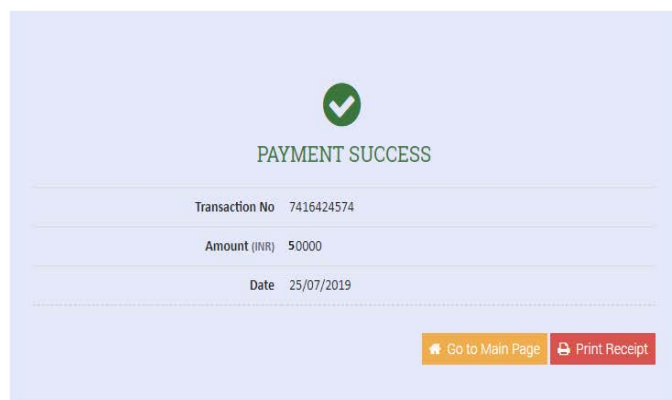 PAYMENT SUCCESS
Transaction No 7416424574
Amount (INR) 50000
Date 25/07/2019
Go to Main Page Print Receipt